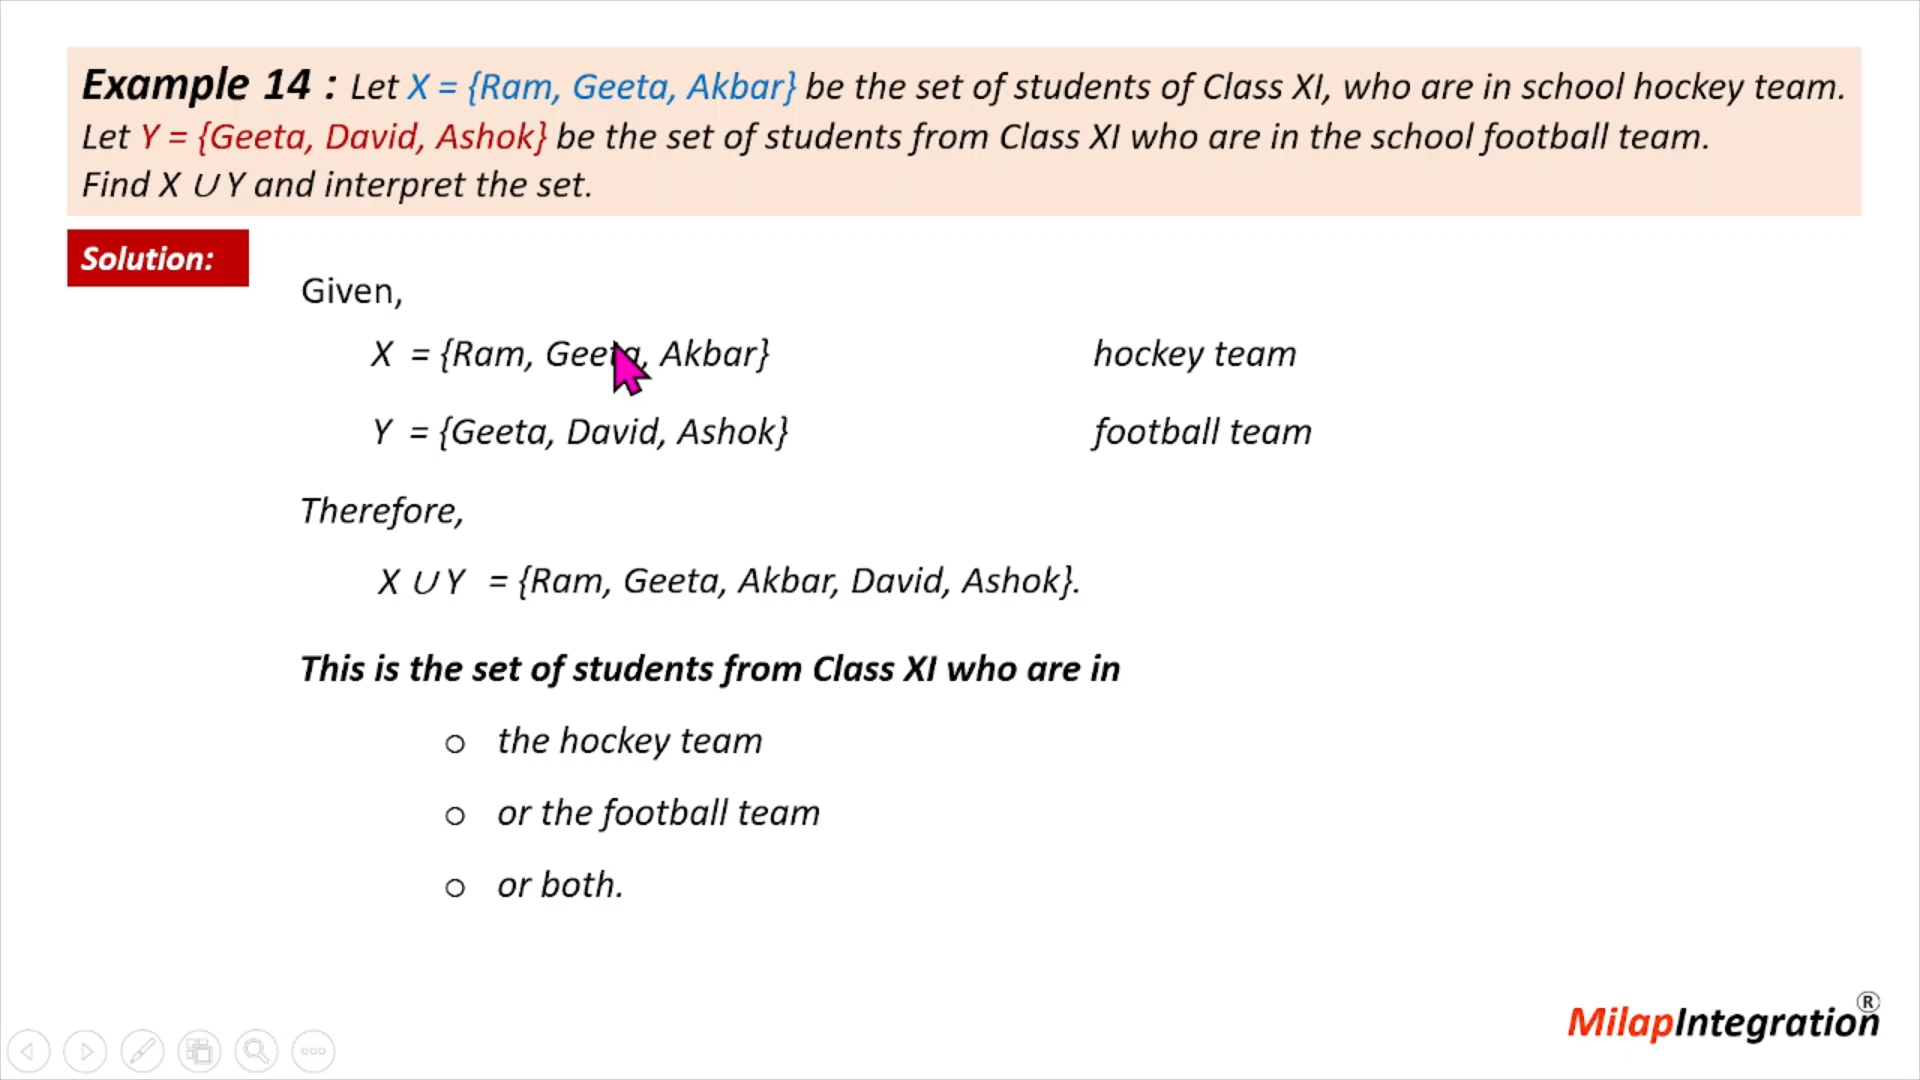 Example 14 : Let X = {Ram, Geeta, Akbar} be the set of students of Class XI, who are in school hockey team.
Let Y = {Geeta, David, Ashok} be the set of students from Class XI who are in the school football team.
Find X ∪ Y and interpret the set.
Solution:
Given,
X = {Ram, Geeta, Akbar} hockey team
Y = {Geeta, David, Ashok} football team
Therefore,
X ∪ Y = {Ram, Geeta, Akbar, David, Ashok}.
This is the set of students from Class XI who are in
○ the hockey team
○ or the football team
○ or both.
MilapIntegration®